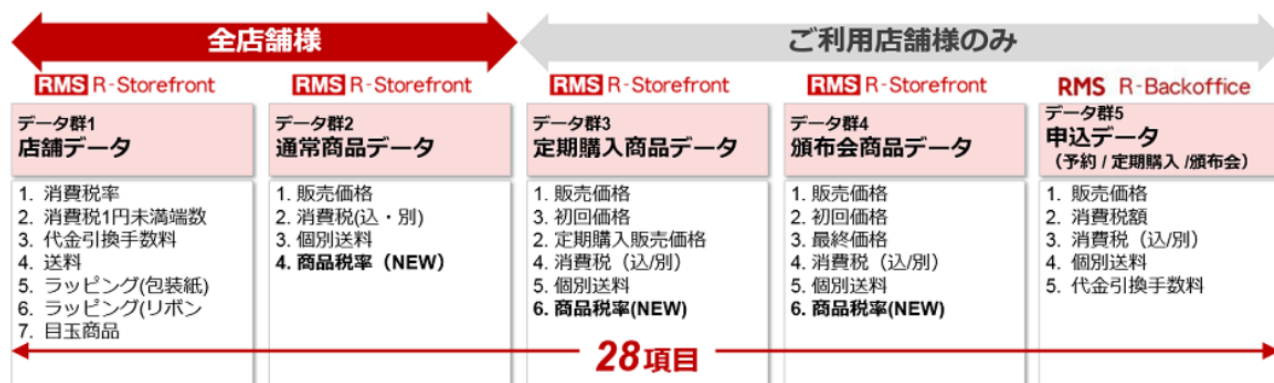 全店舗様
ご利用店舗様のみ
RMS R-Storefront
データ群1
店舗データ
1. 消費税率
2. 消費税1円未満端数
3. 代金引換手数料
4. 送料
5. ラッピング(包装紙)
6. ラッピング(リボン
7. 目玉商品
RMS R-Storefront
データ群2
通常商品データ
1. 販売価格
2. 消費税(込・別)
3. 個別送料
4. 商品税率（NEW）
RMS R-Storefront
データ群3
定期購入商品データ
1. 販売価格
3. 初回価格
2. 定期購入販売価格
4. 消費税（込/別）
5. 個別送料
6. 商品税率(NEW)
RMS R-Storefront
データ群4
頒布会商品データ
1. 販売価格
2. 初回価格
3. 最終価格
4. 消費税（込/別）
5. 個別送料
6. 商品税率(NEW)
RMS R-Backoffice
データ群5
申込データ
（予約 / 定期購入 /頒布会）
1. 販売価格
2. 消費税額
3. 消費税（込/別）
4. 個別送料
5. 代金引換手数料
28項目